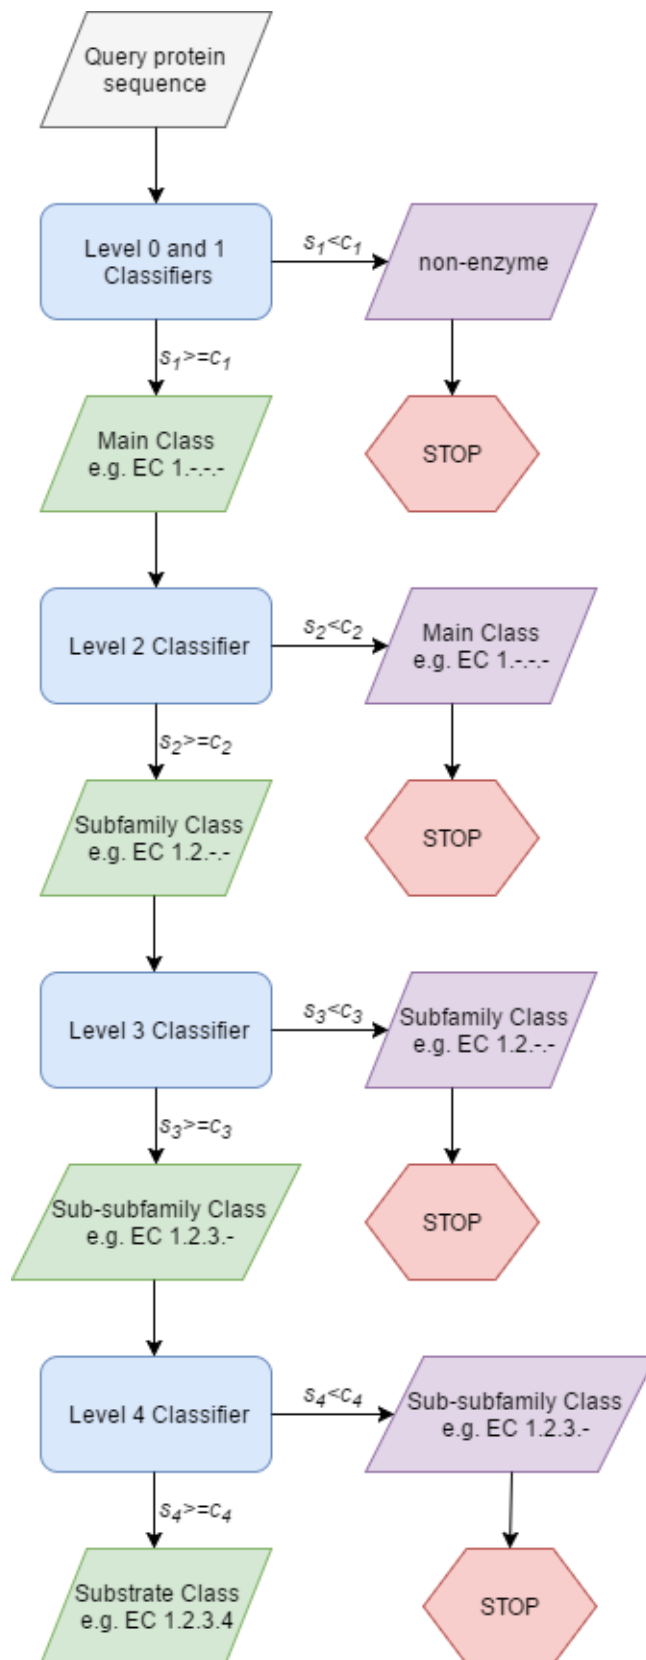 Query protein
sequence
Level 0 and 1
Classifiers
s1<c1
non-enzyme
s1>=c1
Main Class
e.g. EC 1.-.-.-
STOP
Level 2 Classifier
s2<c2
Main Class
e.g. EC 1.-.-.-
s2>=c2
Subfamily Class
e.g. EC 1.2.-.-
STOP
Level 3 Classifier
s3<c3
Subfamily Class
e.g. EC 1.2.-.-
s3>=c3
Sub-subfamily Class
e.g. EC 1.2.3.-
STOP
Level 4 Classifier
s4<c4
Sub-subfamily Class
e.g. EC 1.2.3.-
s4>=c4
Substrate Class
e.g. EC 1.2.3.4
STOP